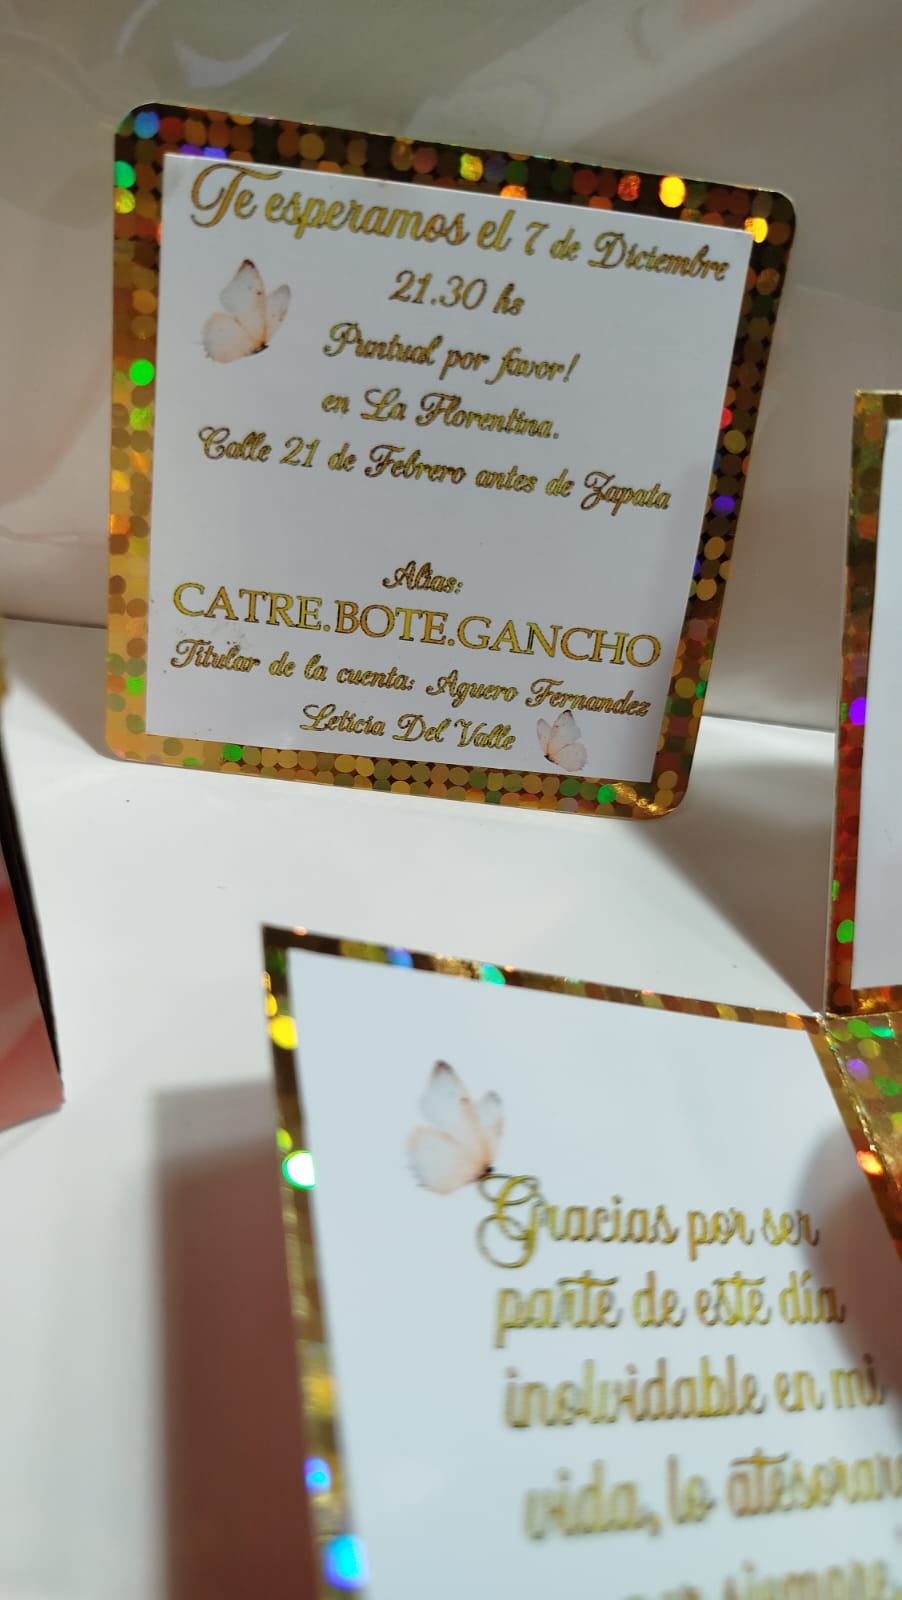 Te esperamos el 7 de Diciembre
21.30 hs
Puntual por favor!
en La Florentina.
Calle 21 de Febrero antes de Zapata
Alias:
CATRE.BOTE.GANCHO
Titular de la cuenta: Aguero Fernandez
Leticia Del Valle
Gracias por ser
parte de este día
inolvidable en mi
vida, lo
siempre